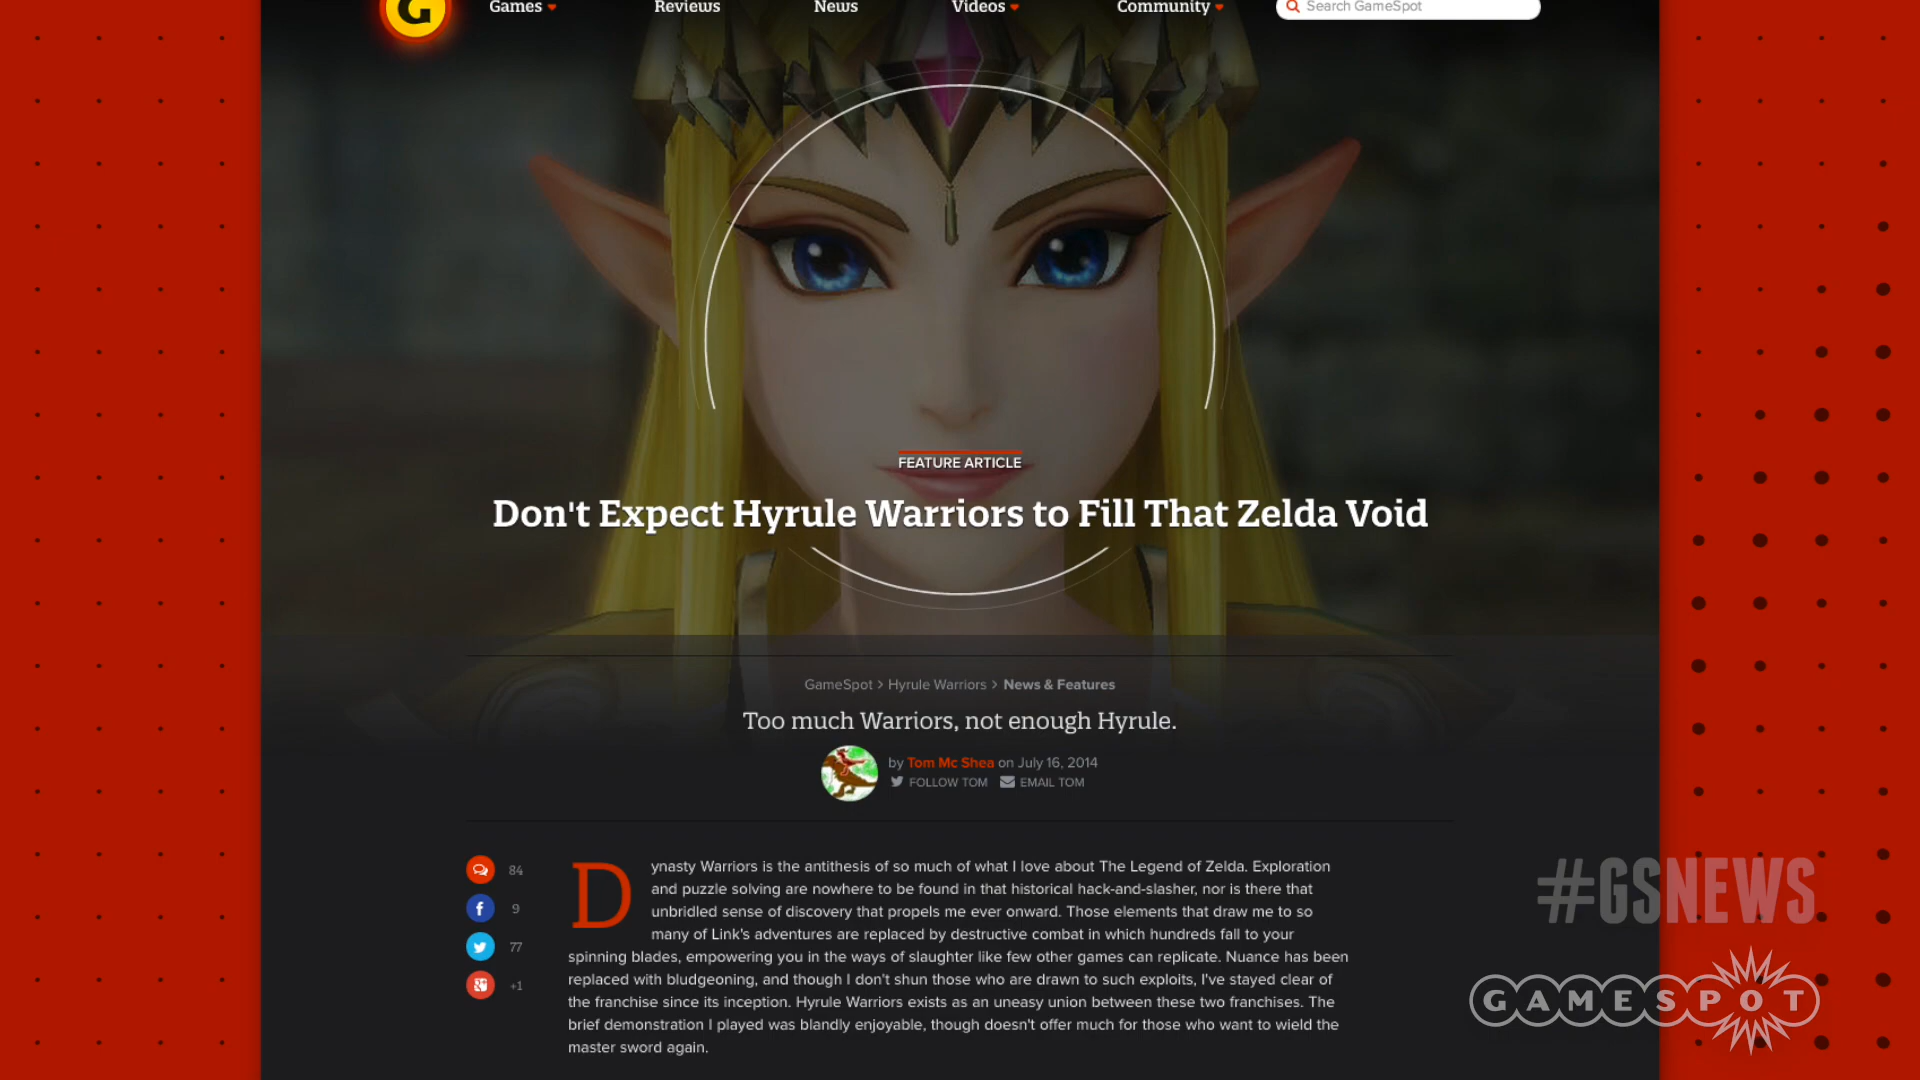 G
Games
Reviews
News
Videos
Community
Search GameSpot
FEATURE ARTICLE
Don't Expect Hyrule Warriors to Fill That Zelda Void
GameSpot > Hyrule Warriors > News & Features
Too much Warriors, not enough Hyrule.
by Tom Mc Shea on July 16, 2014
FOLLOW TOM EMAIL TOM
84
9
77
+1
Dynasty Warriors is the antithesis of so much of what I love about The Legend of Zelda. Exploration
and puzzle solving are nowhere to be found in that historical hack-and-slasher, nor is there that
unbridled sense of discovery that propels me ever onward. Those elements that draw me to so
many of Link's adventures are replaced by destructive combat in which hundreds fall to your
spinning blades, empowering you in the ways of slaughter like few other games can replicate. Nuance has been
replaced with bludgeoning, and though I don't shun those who are drawn to such exploits, I've stayed clear of
the franchise since its inception. Hyrule Warriors exists as an uneasy union between these two franchises. The
brief demonstration I played was blandly enjoyable, though doesn't offer much for those who want to wield the
master sword again.
#GSNEWS
GAMESPOT